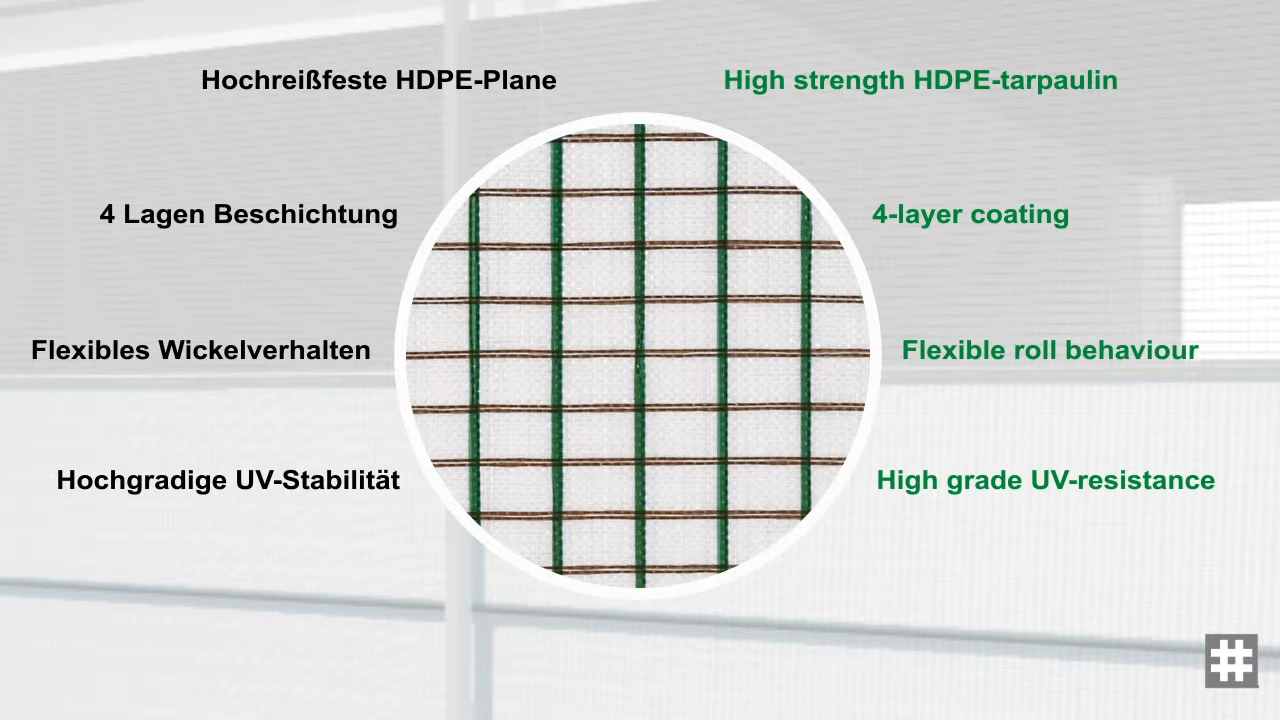 Hochreißfeste HDPE-Plane
High strength HDPE-tarpaulin
4 Lagen Beschichtung
4-layer coating
Flexibles Wickelverhalten
Flexible roll behaviour
Hochgradige UV-Stabilität
High grade UV-resistance